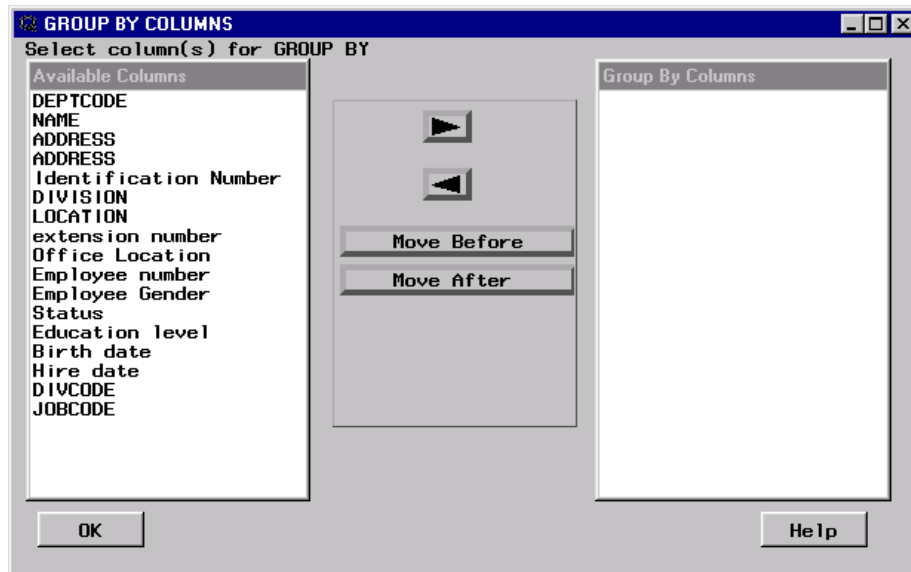 GROUP BY COLUMNS
Select column(s) for GROUP BY
Available Columns
DEPTCODE
NAME
ADDRESS
ADDRESS
Identification Number
DIVISION
LOCATION
extension number
Office Location
Employee number
Employee Gender
Status
Education level
Birth date
Hire date
DIVCODE
JOBCODE
Move Before
Move After
Group By Columns
OK
Help